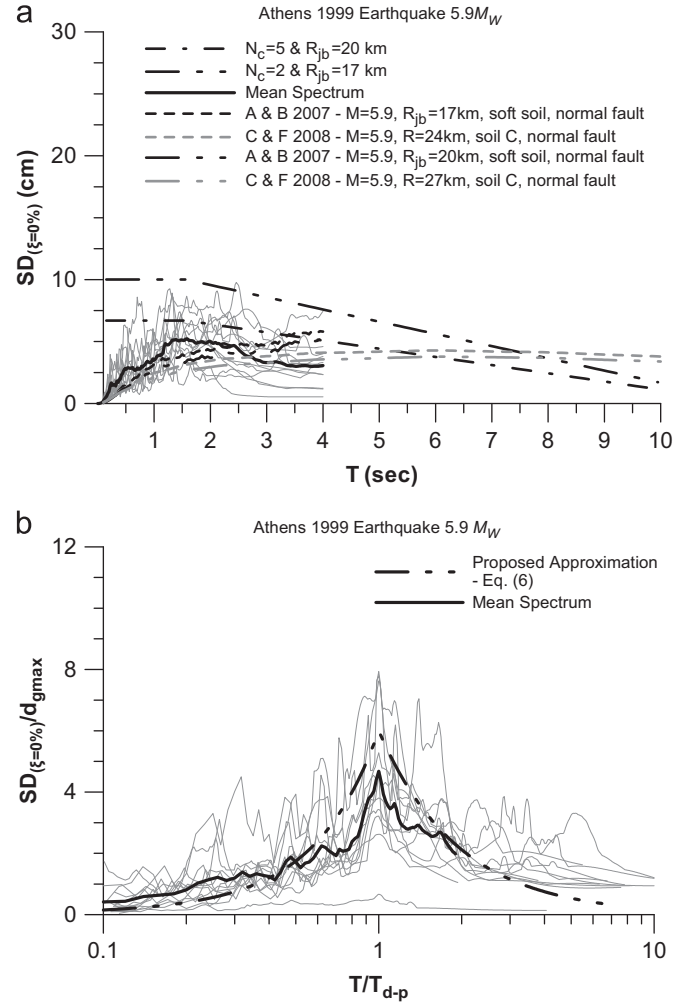 a
Athens 1999 Earthquake 5.9M_W
30
N_c=5 & R_jb=20 km
N_c=2 & R_jb=17 km
Mean Spectrum
A & B 2007 - M=5.9, R_jb=17km, soft soil, normal fault
C & F 2008 - M=5.9, R=24km, soil C, normal fault
A & B 2007 - M=5.9, R_jb=20km, soft soil, normal fault
C & F 2008 - M=5.9, R=27km, soil C, normal fault
20
10
0
SD_(ξ=0%) (cm)
1 2 3 4 5 6 7 8 9 10
T (sec)
b
Athens 1999 Earthquake 5.9 M_W
12
Proposed Approximation
- Eq. (6)
Mean Spectrum
8
4
0
SD_(ξ=0%)/d_gmax
0.1 1 10
T/T_d-p